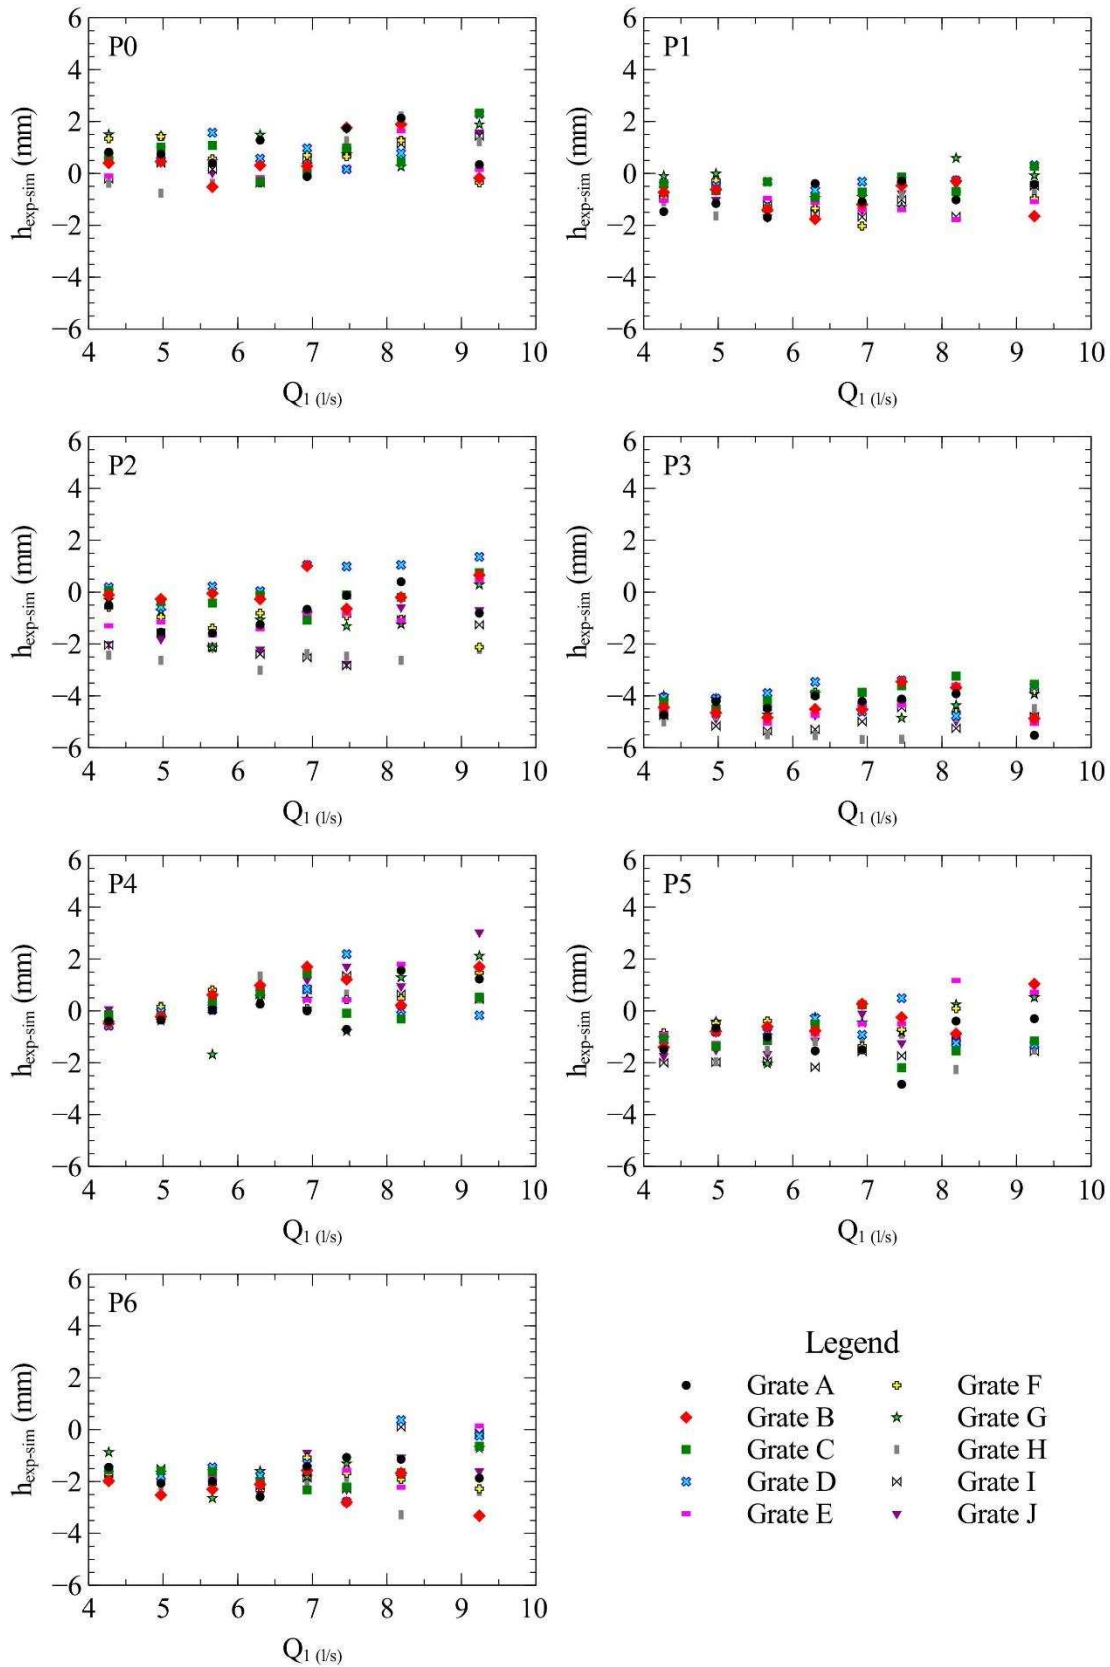 6
P0
4
2
0
−2
−4
−6
h exp-sim (mm)
4 5 6 7 8 9 10
Q1 (l/s)
6
P1
4
2
0
−2
−4
−6
h exp-sim (mm)
4 5 6 7 8 9 10
Q1 (l/s)
6
P2
4
2
0
−2
−4
−6
h exp-sim (mm)
4 5 6 7 8 9 10
Q1 (l/s)
6
P3
4
2
0
−2
−4
−6
h exp-sim (mm)
4 5 6 7 8 9 10
Q1 (l/s)
6
P4
4
2
0
−2
−4
−6
h exp-sim (mm)
4 5 6 7 8 9 10
Q1 (l/s)
6
P5
4
2
0
−2
−4
−6
h exp-sim (mm)
4 5 6 7 8 9 10
Q1 (l/s)
6
P6
4
2
0
−2
−4
−6
h exp-sim (mm)
4 5 6 7 8 9 10
Q1 (l/s)
Legend
Grate A Grate F
Grate B Grate G
Grate C Grate H
Grate D Grate I
Grate E Grate J